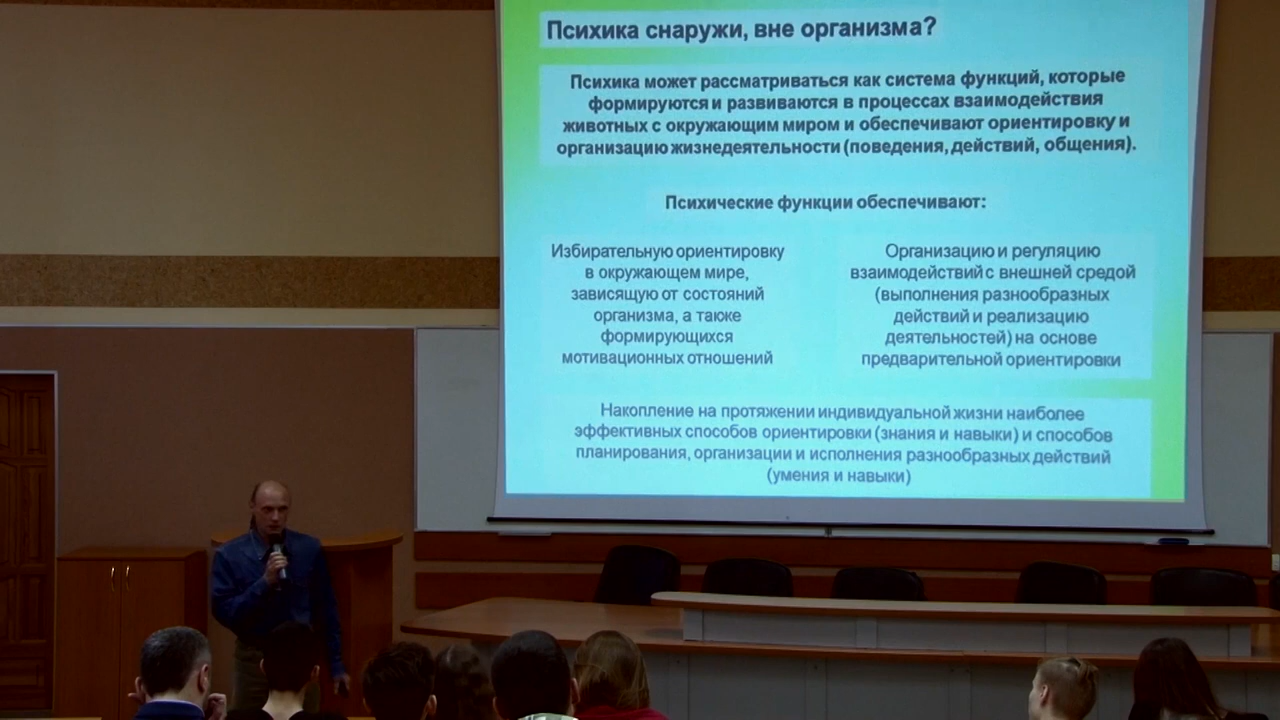 Психика снаружи, вне организма?
Психика может рассматриваться как система функций, которые
формируются и развиваются в процессах взаимодействия
животных с окружающим миром и обеспечивают ориентировку и
организацию жизнедеятельности (поведения, действий, общения).
Психические функции обеспечивают:
Избирательную ориентировку
в окружающем мире,
зависящую от состояний
организма, а также
формирующихся
мотивационных отношений
Организацию и регуляцию
взаимодействий с внешней средой
(выполнения разнообразных
действий и реализацию
деятельностей) на основе
предварительной ориентировки
Накопление на протяжении индивидуальной жизни наиболее
эффективных способов ориентировки (знания и навыки) и способов
планирования, организации и исполнения разнообразных действий
(умения и навыки)